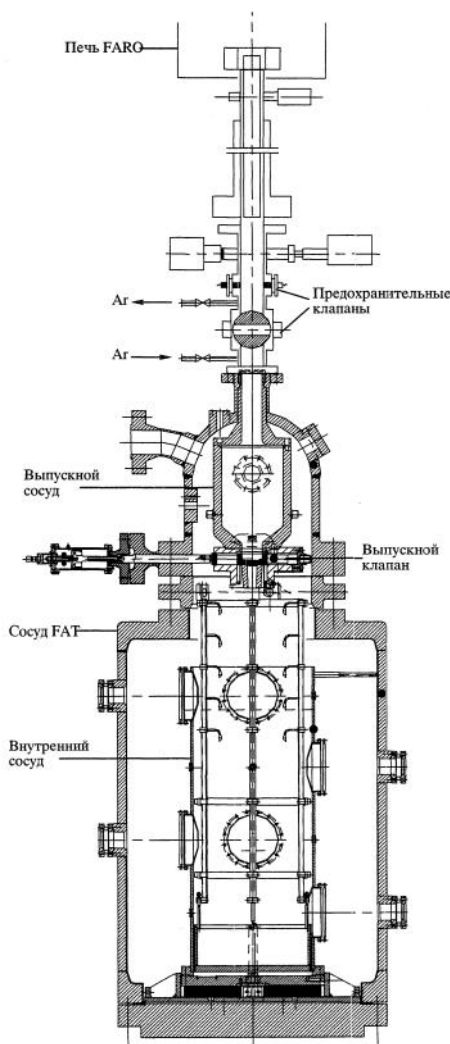 Печь FARO
Предохранительные
клапаны
Ar
Ar
Выпускной
сосуд
Выпускной
клапан
Сосуд FAT
Внутренний
сосуд